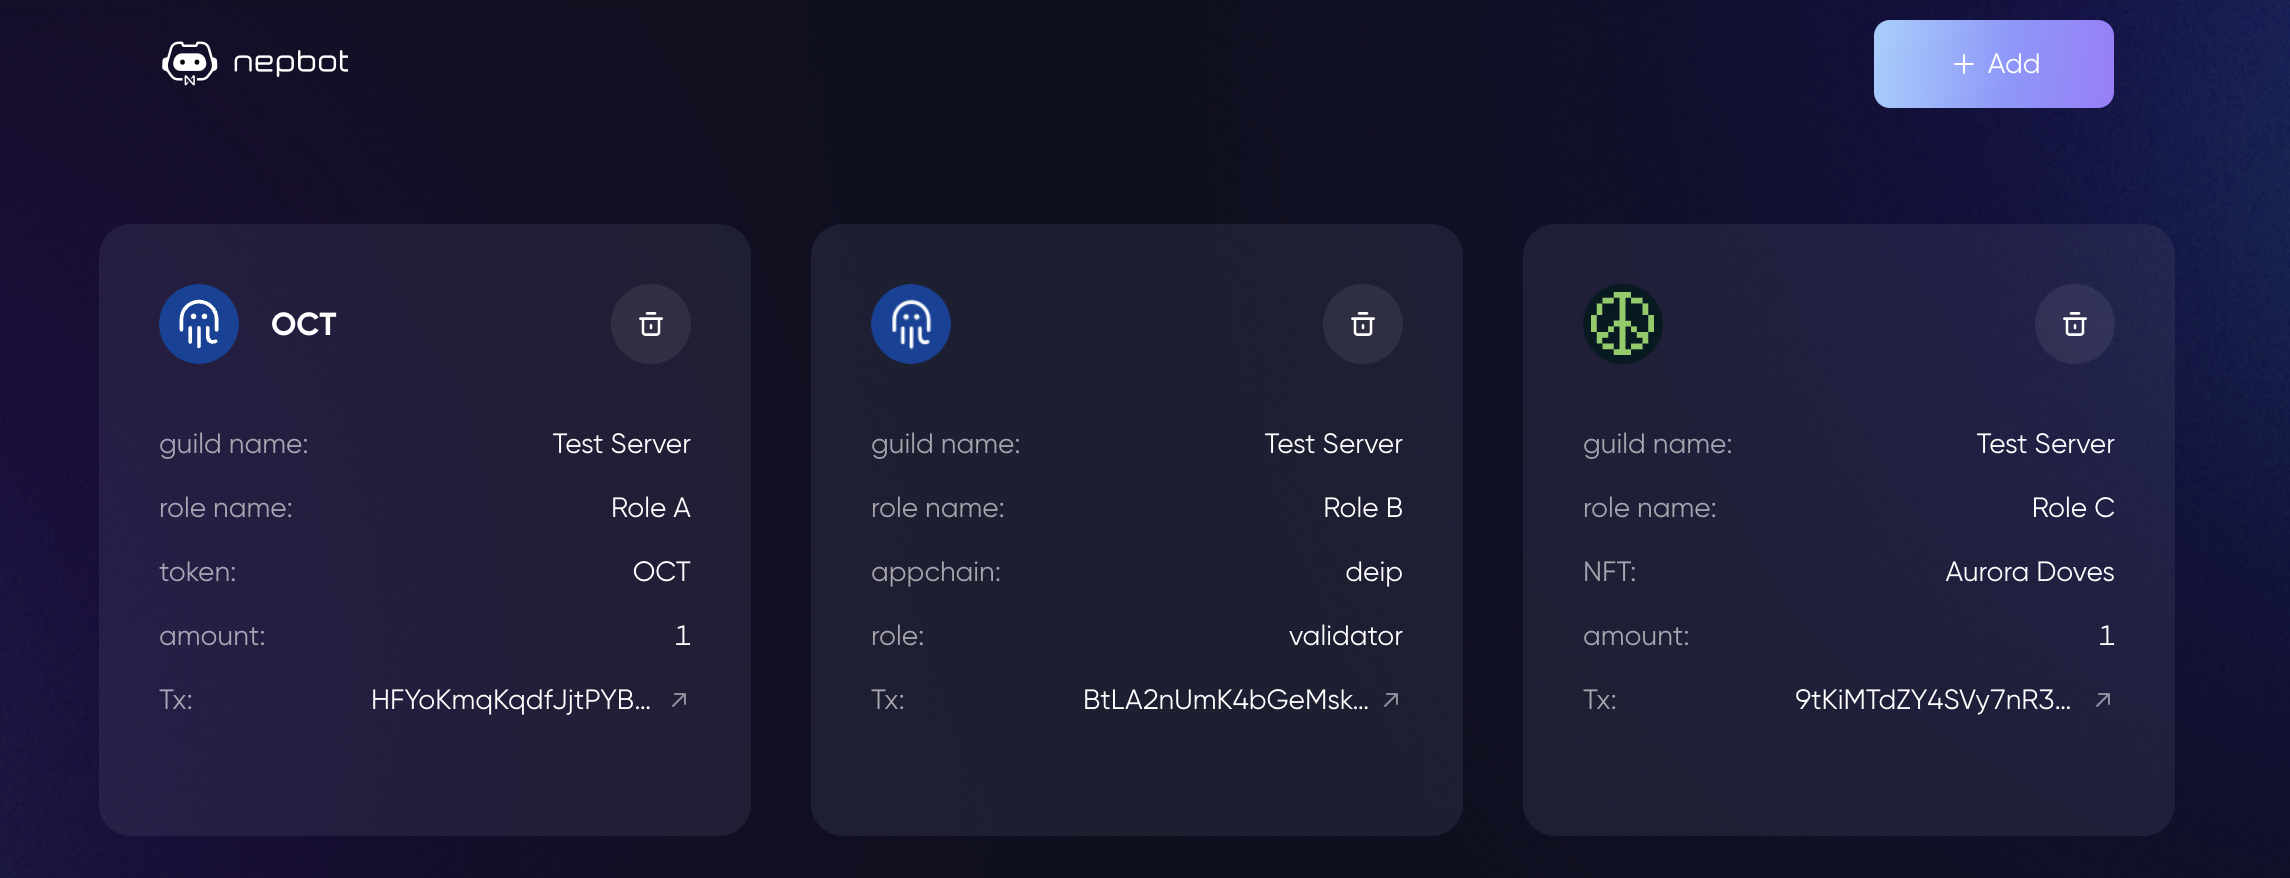 nepbot
+ Add
OCT
guild name: Test Server
role name: Role A
token: OCT
amount: 1
Tx: HFYoKmqKqdfJjtPYB...
guild name: Test Server
role name: Role B
appchain: deip
role: validator
Tx: BtLA2nUmK4bGeMsk...
guild name: Test Server
role name: Role C
NFT: Aurora Doves
amount: 1
Tx: 9tKiMTdZY4SVy7nR3...